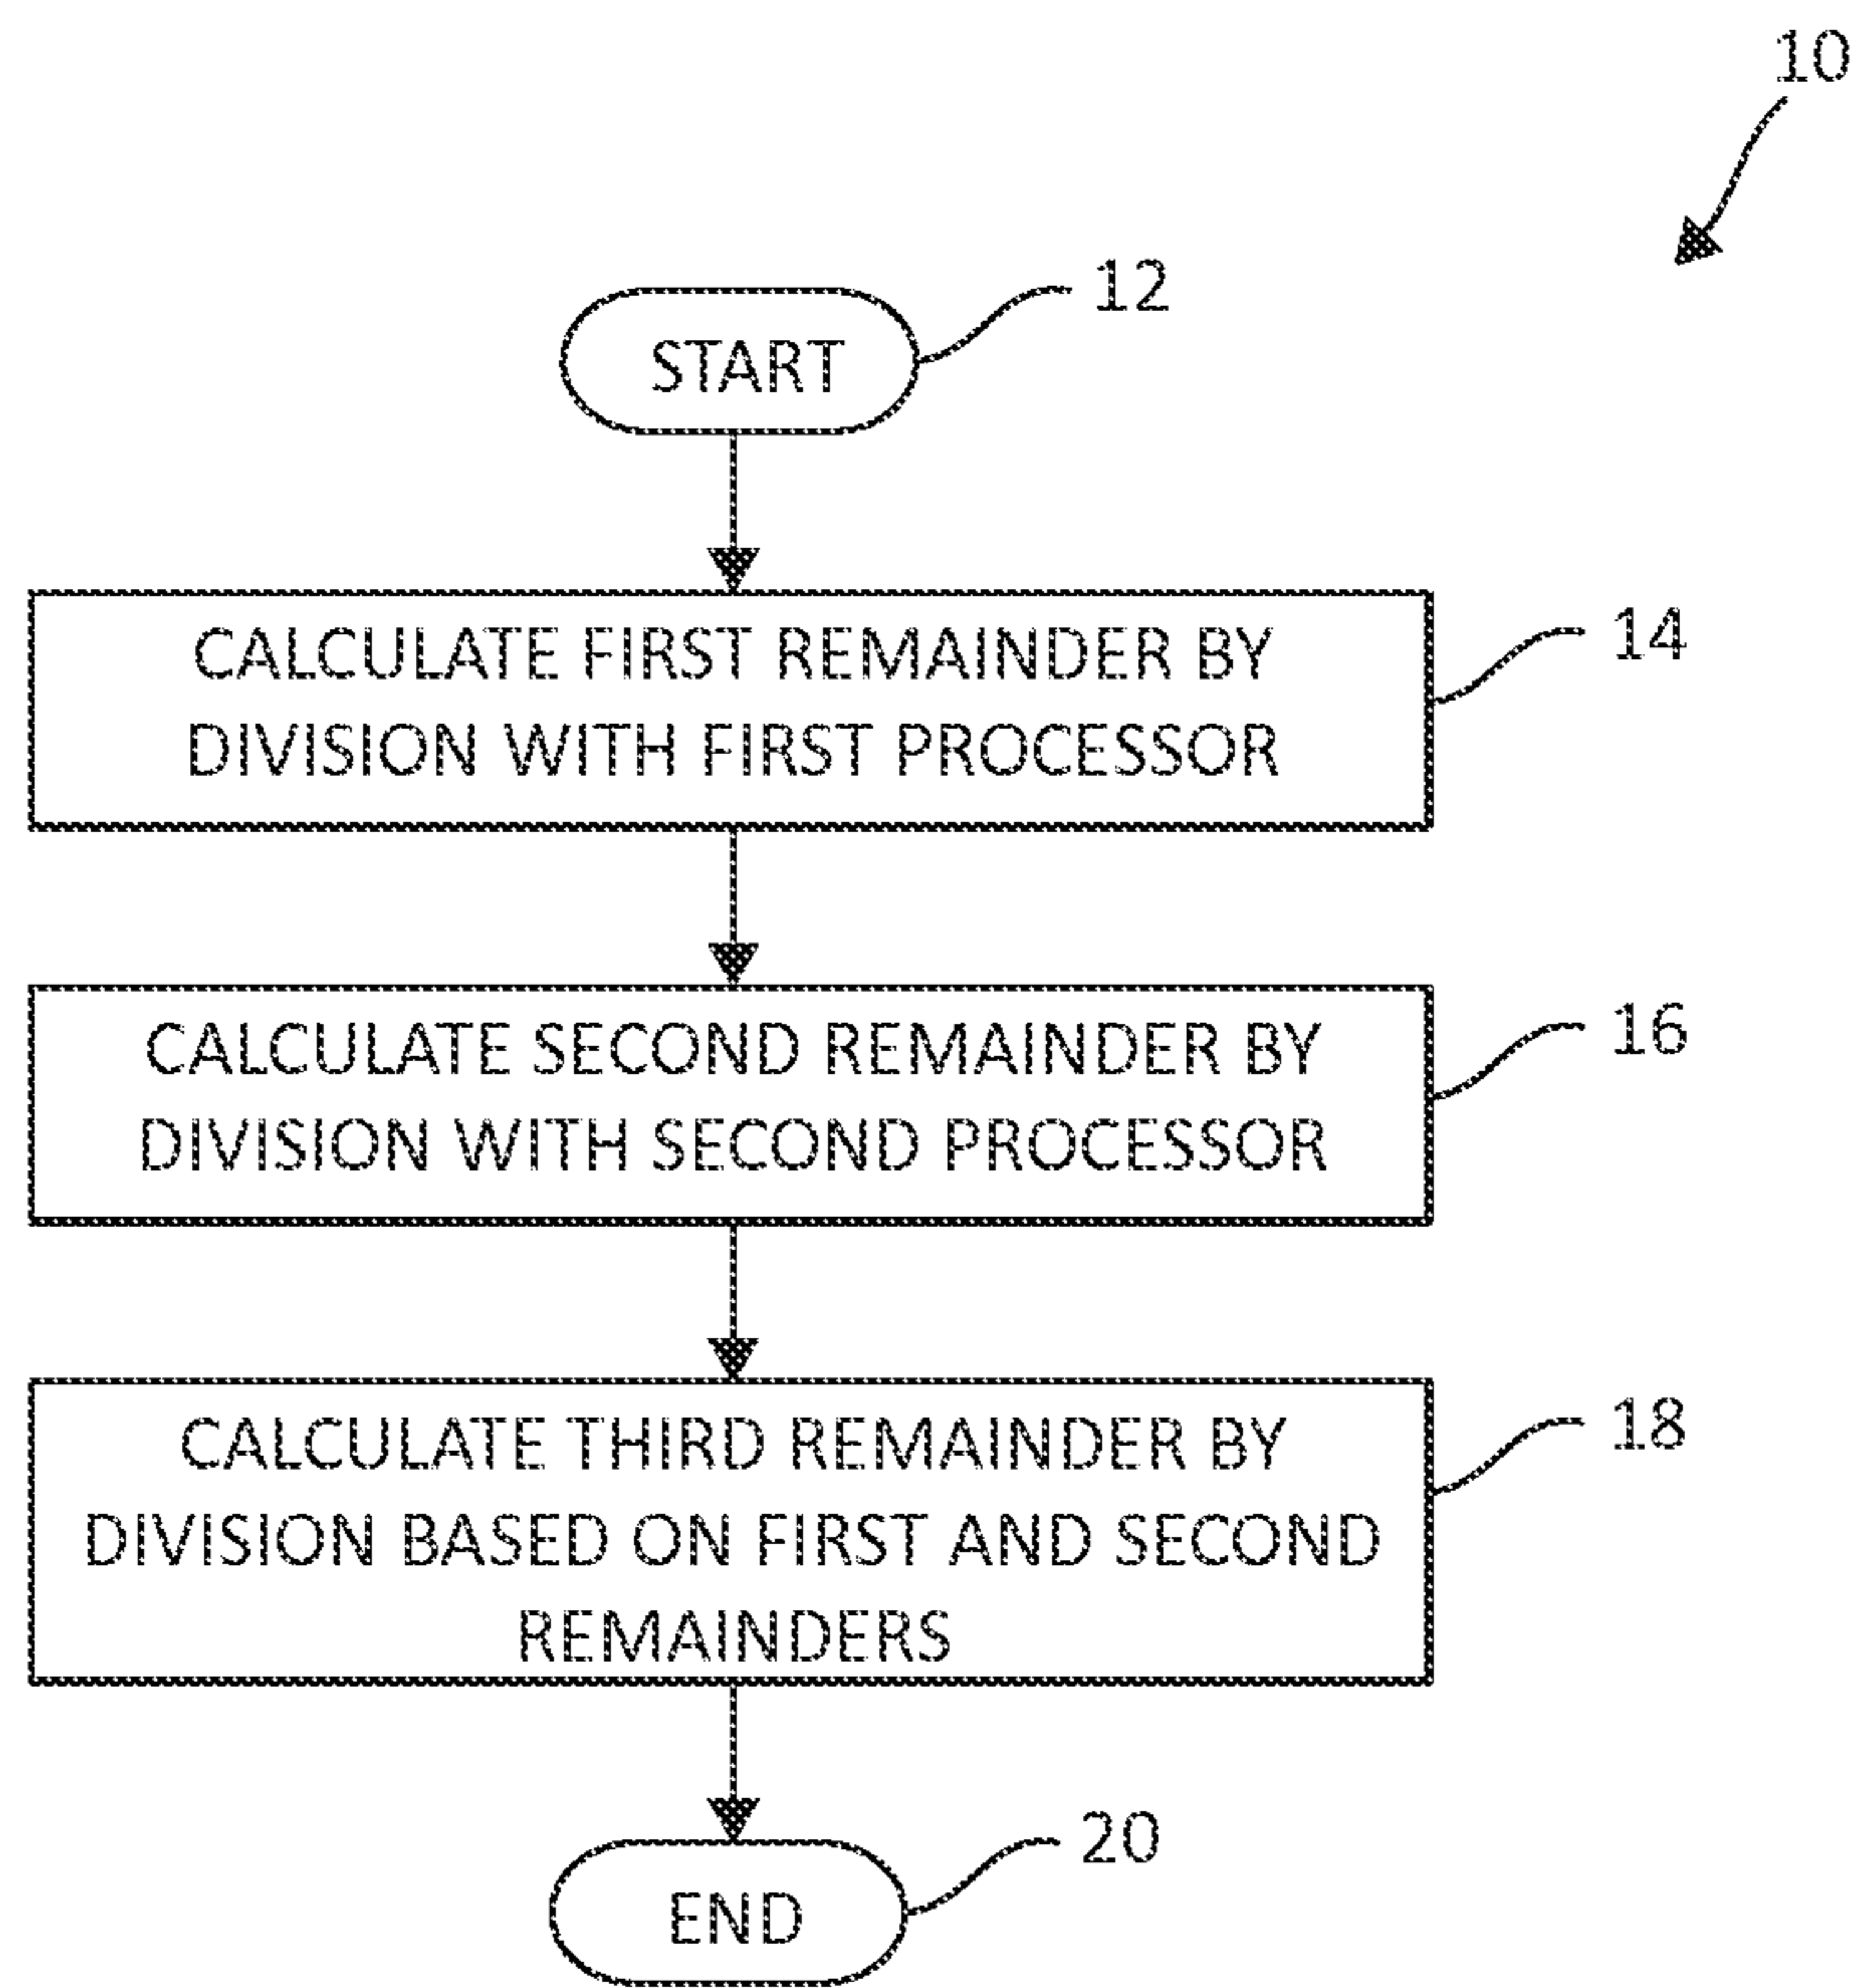 10
12
START
14
CALCULATE FIRST REMAINDER BY
DIVISION WITH FIRST PROCESSOR
16
CALCULATE SECOND REMAINDER BY
DIVISION WITH SECOND PROCESSOR
18
CALCULATE THIRD REMAINDER BY
DIVISION BASED ON FIRST AND SECOND
REMAINDERS
20
END